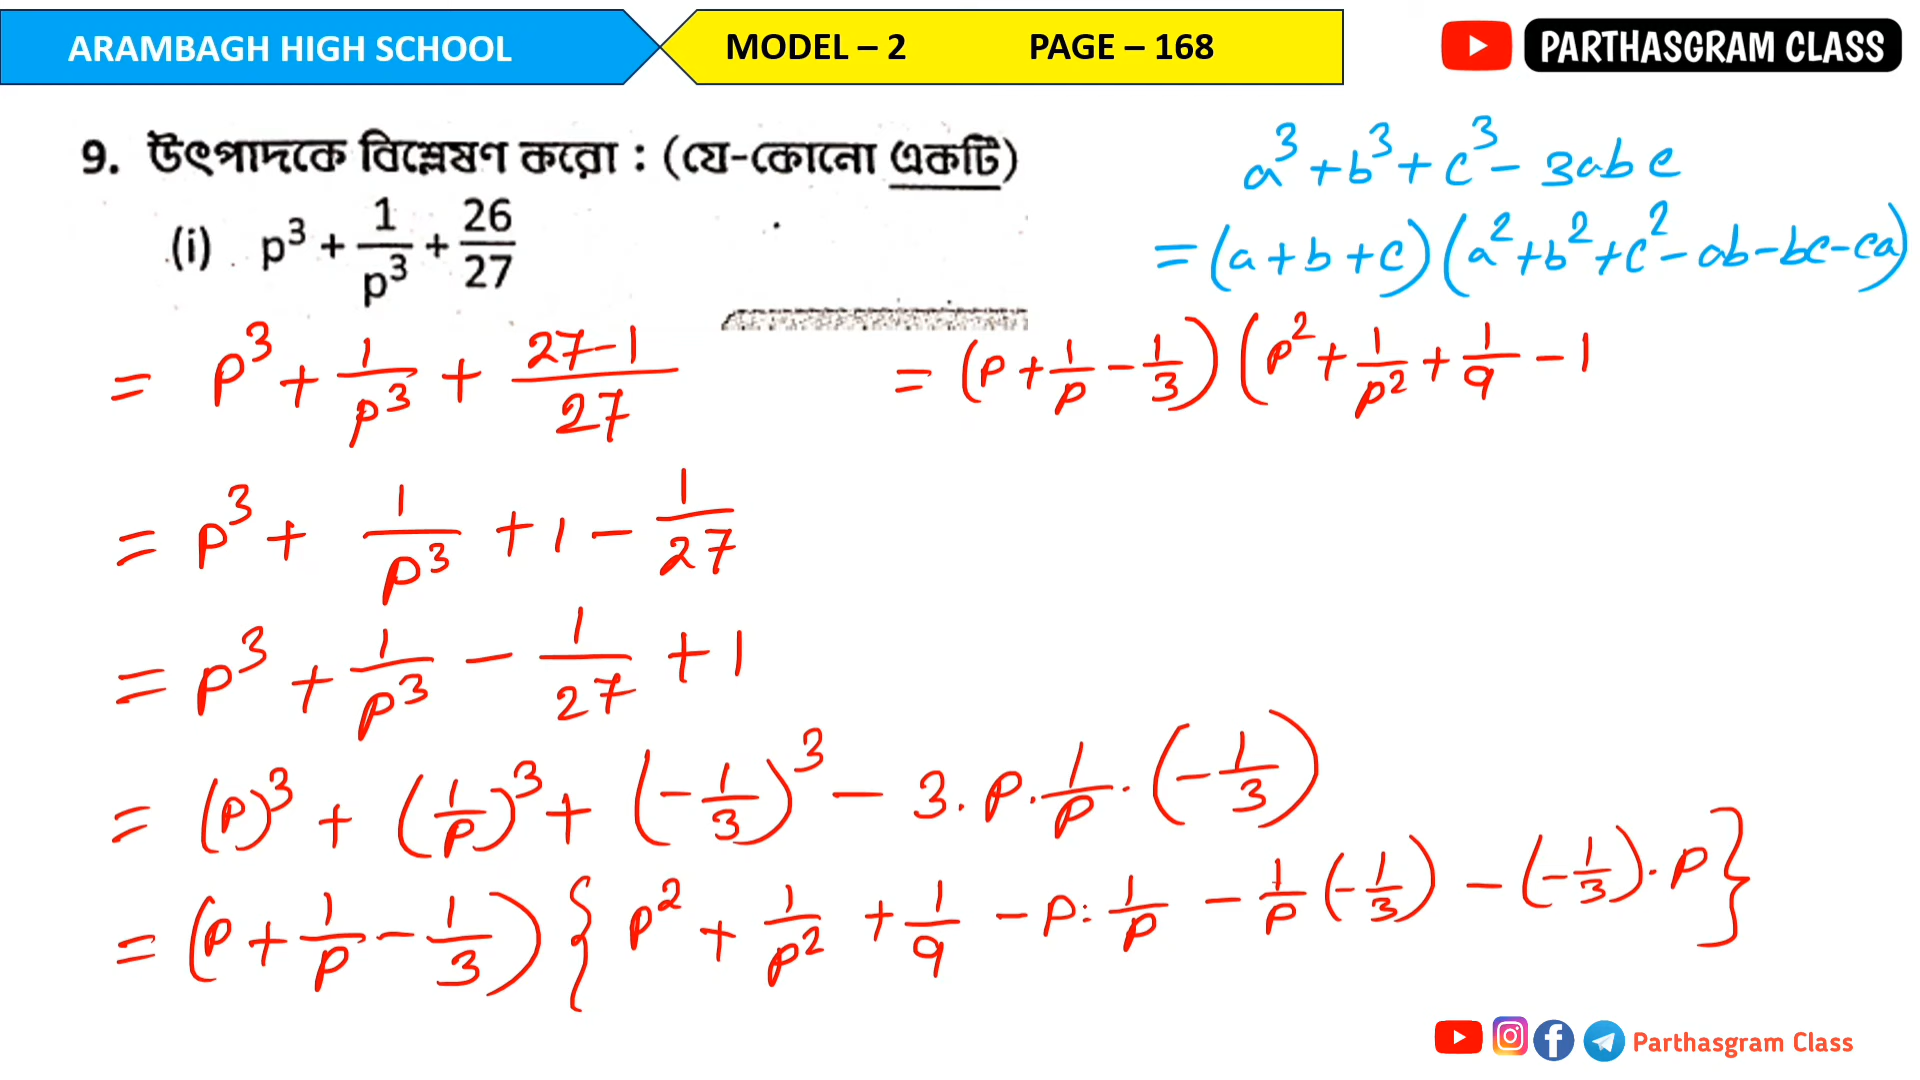 ARAMBAGH HIGH SCHOOL
MODEL – 2 PAGE – 168
PARTHASGRAM CLASS
9. উৎপাদকে বিশ্লেষণ করো : (যে-কোনো একটি)
(i) p³ + 1/p³ + 26/27
a³ + b³ + c³ - 3abc
= (a + b + c)(a² + b² + c² - ab - bc - ca)
= p³ + 1/p³ + (27-1)/27
= p³ + 1/p³ + 1 - 1/27
= p³ + 1/p³ - 1/27 + 1
= (p)³ + (1/p)³ + (-1/3)³ - 3.p.1/p.(-1/3)
= (p + 1/p - 1/3){p² + 1/p² + 1/9 - p.1/p - 1/p(-1/3) - (-1/3).p}
= (p + 1/p - 1/3)(p² + 1/p² + 1/9 - 1
Parthasgram Class